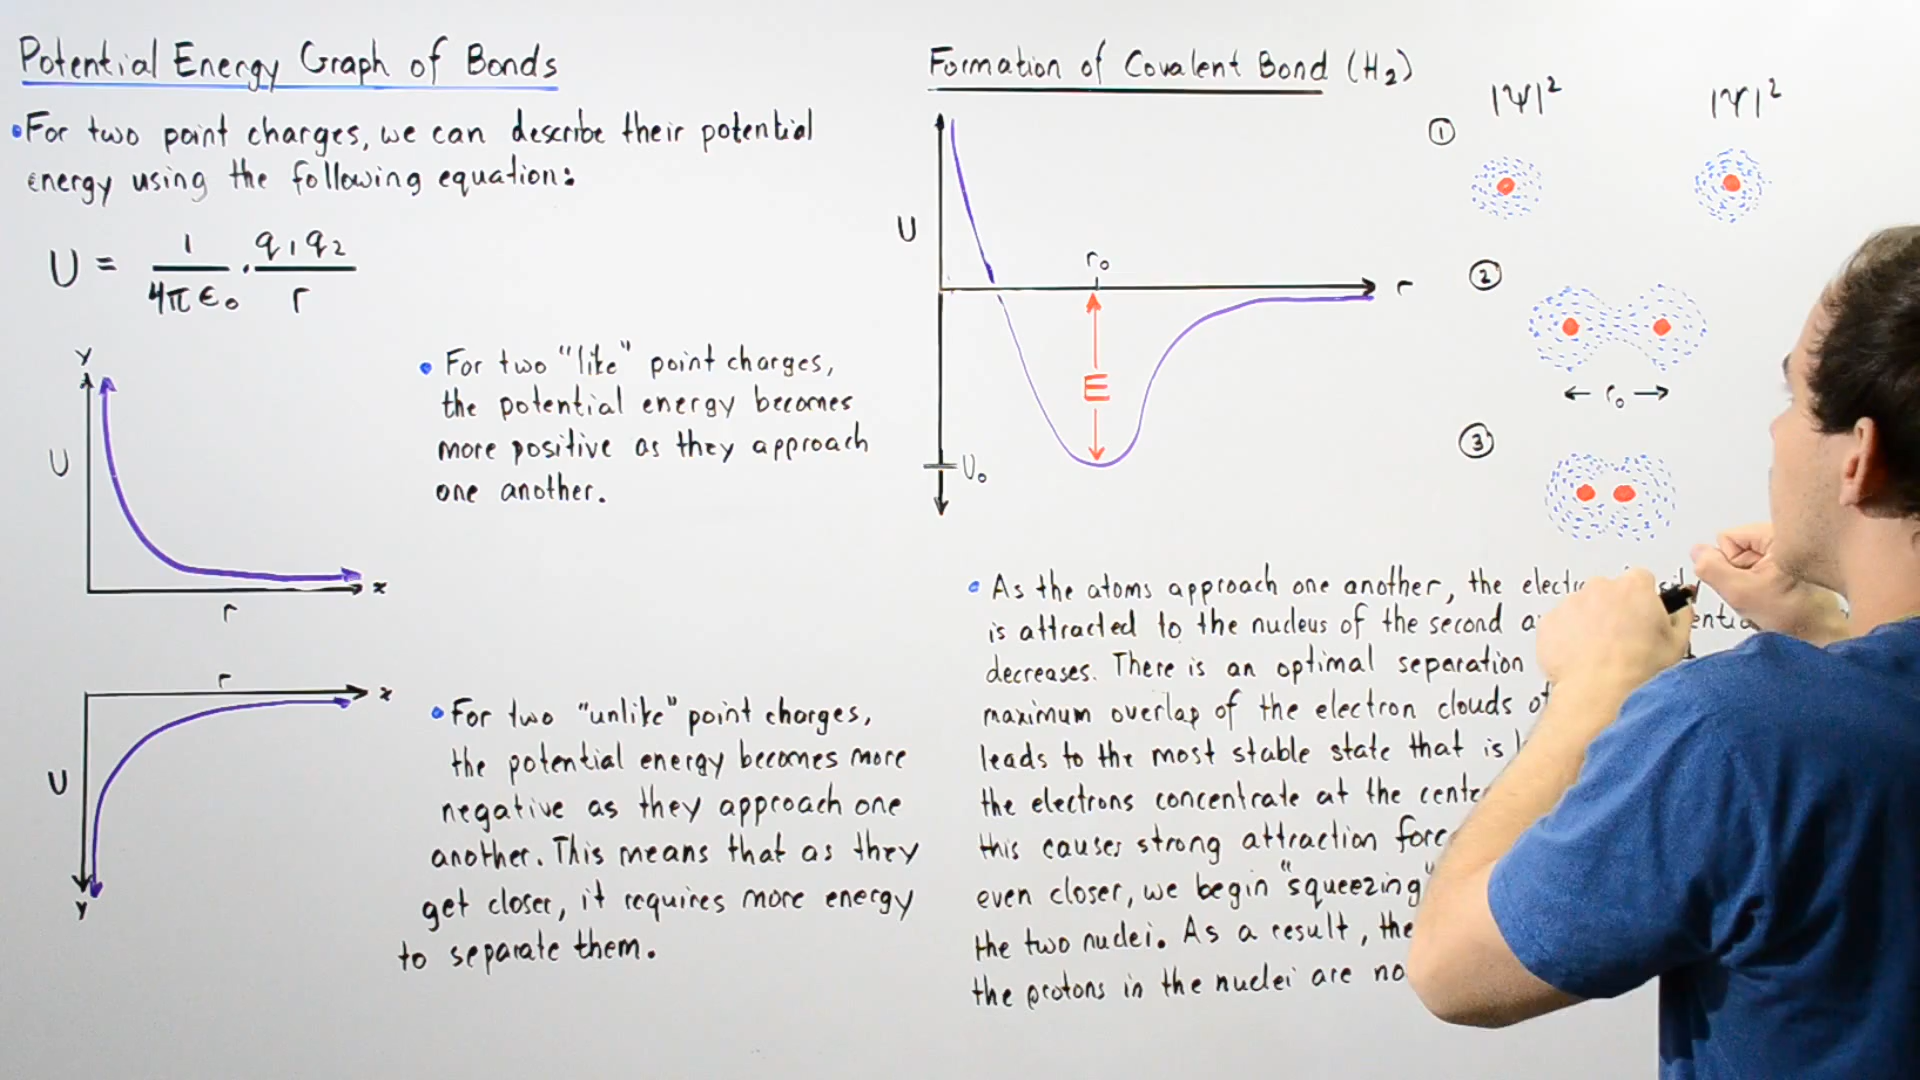 Potential Energy Graph of Bonds
•For two point charges, we can describe their potential
energy using the following equation:
U = 1/4πϵ₀ · q₁q₂/r
y
U
x
r
• For two "like" point charges,
the potential energy becomes
more positive as they approach
one another.
r
x
U
y
• For two "unlike" point charges,
the potential energy becomes more
negative as they approach one
another. This means that as they
get closer, it requires more energy
to separate them.
Formation of Covalent Bond (H₂)
U
r₀
r
E
U₀
|Ψ|² |Ψ|²
①
②
← r₀ →
③
• As the atoms approach one another, the
is attracted to the nucleus of the second
decreases. There is an optimal separation
maximum overlap of the electron clouds
leads to the most stable state that is
the electrons concentrate at the
this causes strong attraction
even closer, we begin "squeezing"
the two nuclei. As a result, the
the protons in the nuclei are